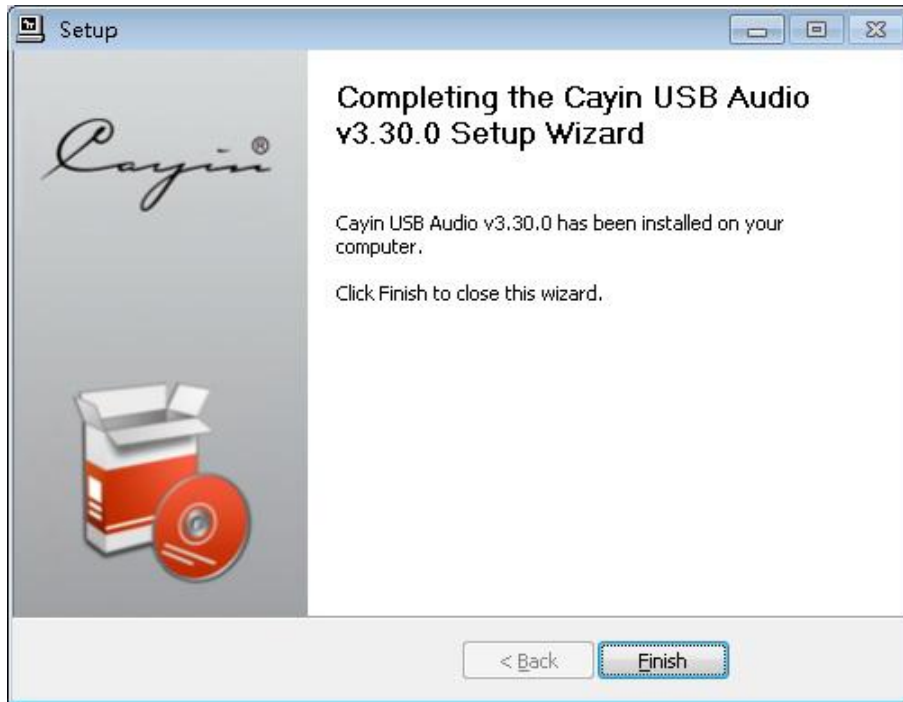 Setup
Cayin®
Completing the Cayin USB Audio
v3.30.0 Setup Wizard
Cayin USB Audio v3.30.0 has been installed on your
computer.
Click Finish to close this wizard.
< Back
Finish